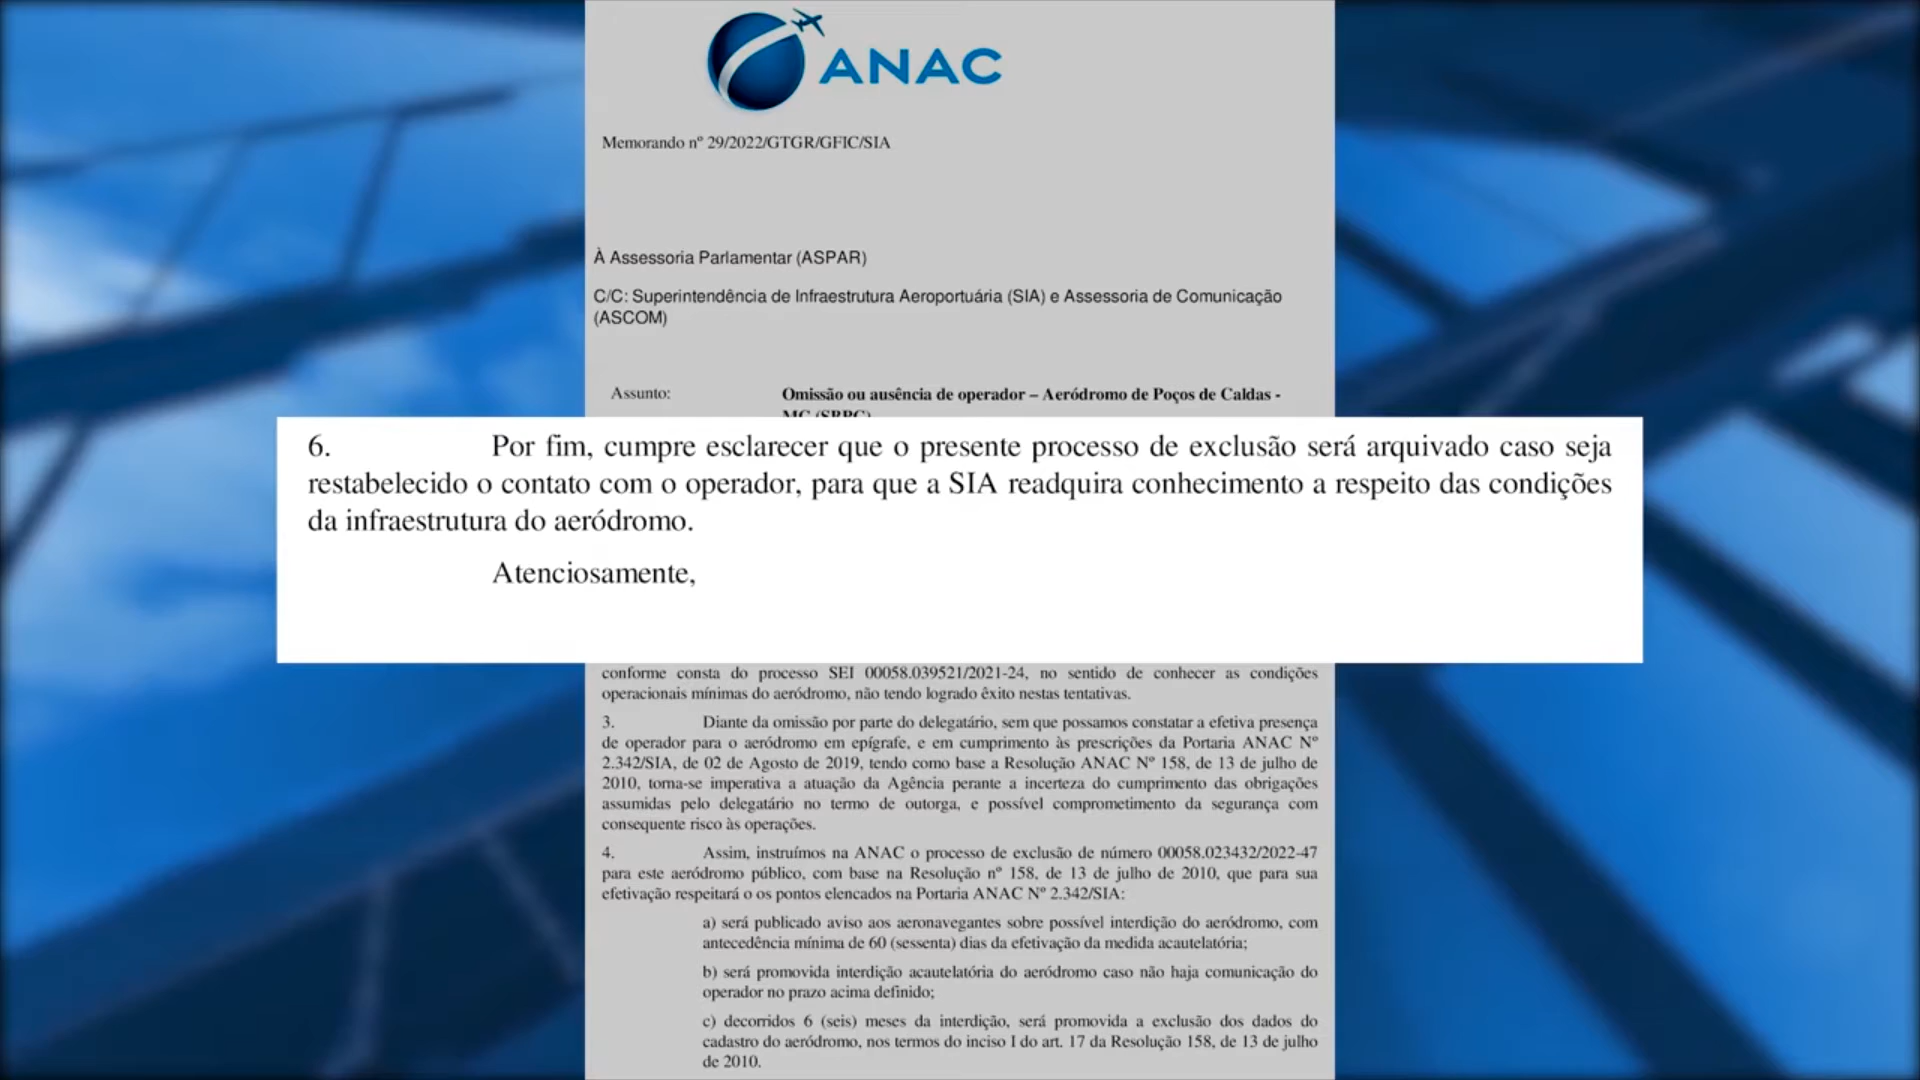 ANAC
Memorando nº 29/2022/GTGR/GFIC/SIA
À Assessoria Parlamentar (ASPAR)
C/C: Superintendência de Infraestrutura Aeroportuária (SIA) e Assessoria de Comunicação
(ASCOM)
Assunto: Omissão ou ausência de operador – Aeródromo de Poços de Caldas -
MG (SBPC)
6. Por fim, cumpre esclarecer que o presente processo de exclusão será arquivado caso seja
restabelecido o contato com o operador, para que a SIA readquira conhecimento a respeito das condições
da infraestrutura do aeródromo.
Atenciosamente,
conforme consta do processo SEI 00058.039521/2021-24, no sentido de conhecer as condições
operacionais mínimas do aeródromo, não tendo logrado êxito nestas tentativas.
3. Diante da omissão por parte do delegatário, sem que possamos constatar a efetiva presença
de operador para o aeródromo em epígrafe, e em cumprimento às prescrições da Portaria ANAC Nº
2.342/SIA, de 02 de Agosto de 2019, tendo como base a Resolução ANAC Nº 158, de 13 de julho de
2010, torna-se imperativa a atuação da Agência perante a incerteza do cumprimento das obrigações
assumidas pelo delegatário no termo de outorga, e possível comprometimento da segurança com
consequente risco às operações.
4. Assim, instruímos na ANAC o processo de exclusão de número 00058.023432/2022-47
para este aeródromo público, com base na Resolução nº 158, de 13 de julho de 2010, que para sua
efetivação respeitará o os pontos elencados na Portaria ANAC Nº 2.342/SIA:
a) será publicado aviso aos aeronavegantes sobre possível interdição do aeródromo, com
antecedência mínima de 60 (sessenta) dias da efetivação da medida acautelatória;
b) será promovida interdição acautelatória do aeródromo caso não haja comunicação do
operador no prazo acima definido;
c) decorridos 6 (seis) meses da interdição, será promovida a exclusão dos dados do
cadastro do aeródromo, nos termos do inciso I do art. 17 da Resolução 158, de 13 de julho
de 2010.